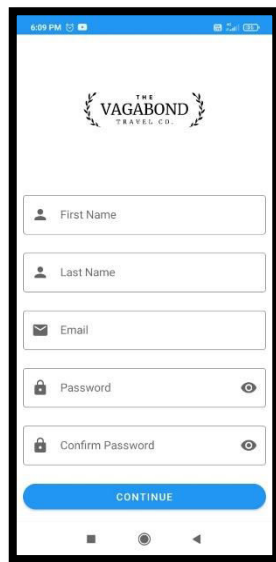 6:09 PM
THE
VAGABOND
TRAVEL CO.
First Name
Last Name
Email
Password
Confirm Password
CONTINUE